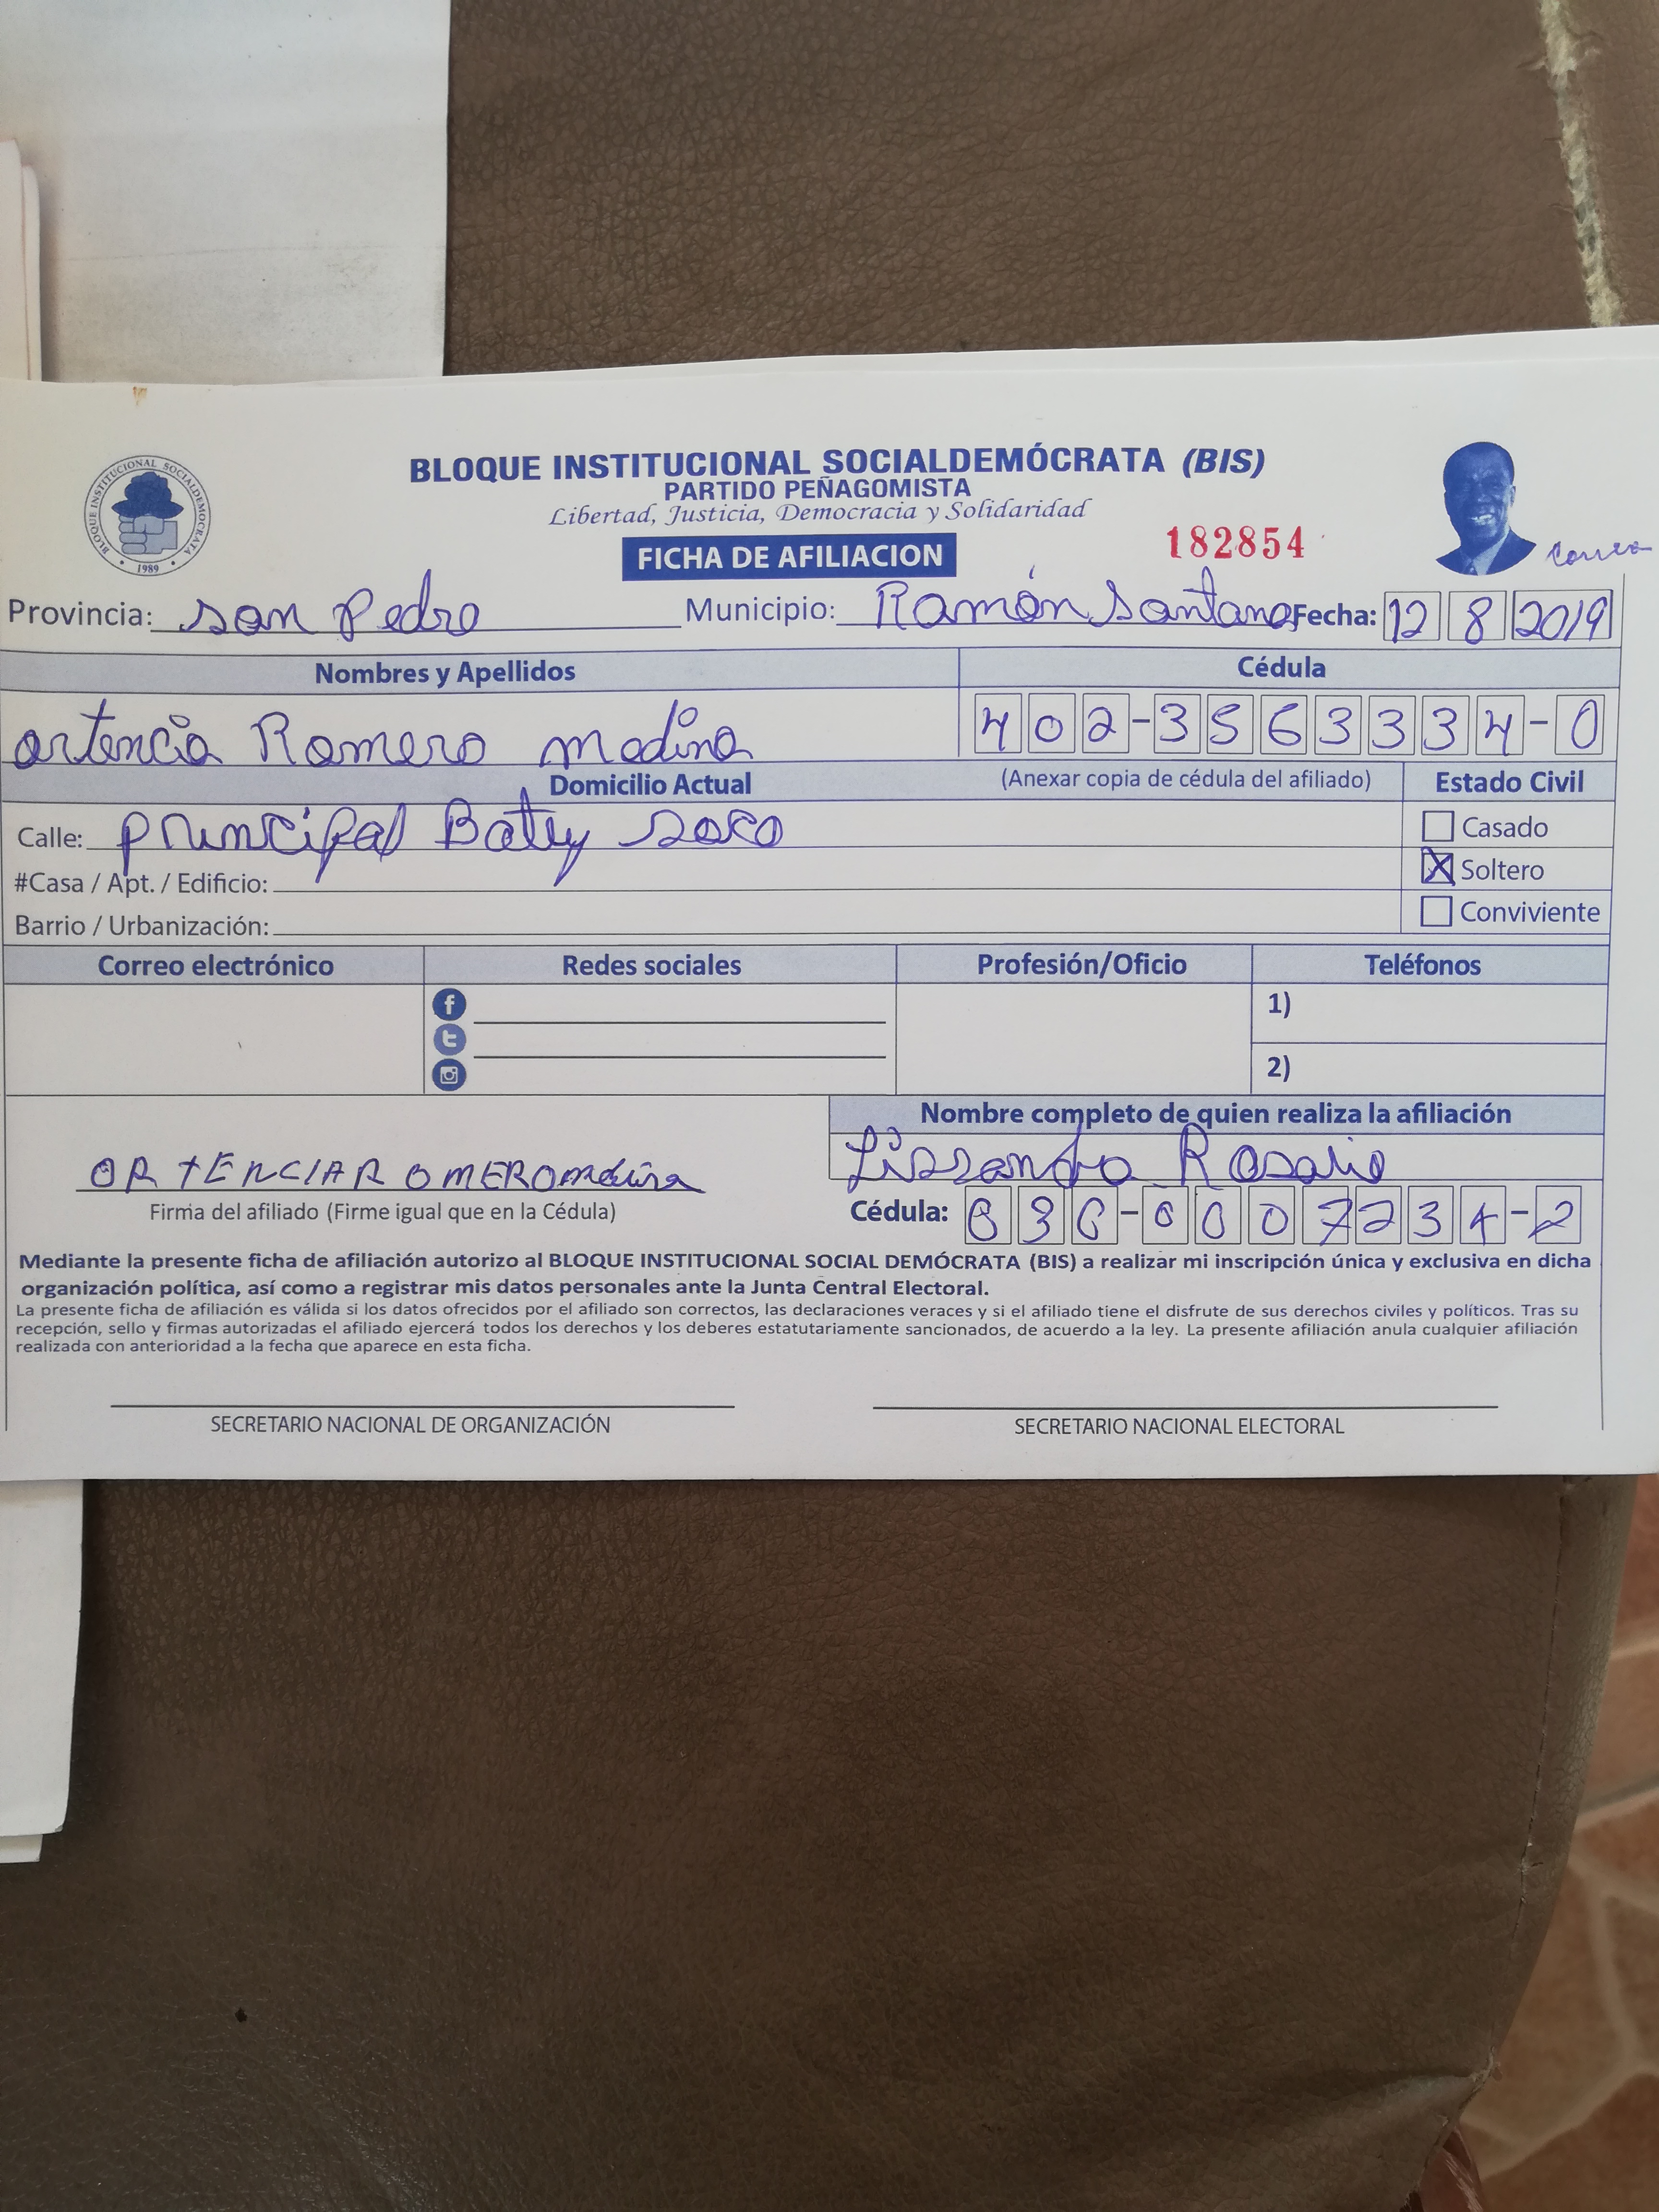 BLOQUE INSTITUCIONAL SOCIALDEMÓCRATA (BIS)
PARTIDO PEÑAGOMISTA
Libertad, Justicia, Democracia y Solidaridad
BLOQUE INSTITUCIONAL SOCIALDEMOCRATA
1989
182854
FICHA DE AFILIACION
Correo
Provincia: san Pedro Municipio: Ramón Santana Fecha: 12 8 2019
Nombres y Apellidos Cédula
ortencia Romero medina 402-3563334-0
Domicilio Actual (Anexar copia de cédula del afiliado) Estado Civil
Calle: principal Batey soco Casado
#Casa / Apt. / Edificio: Soltero
Barrio / Urbanización: Conviviente
Correo electrónico Redes sociales Profesión/Oficio Teléfonos
1)
2)
Nombre completo de quien realiza la afiliación
Lissandra Rosario
ORTENCIAR OMEROmedina
Firma del afiliado (Firme igual que en la Cédula) Cédula: 030-0007234-2
Mediante la presente ficha de afiliación autorizo al BLOQUE INSTITUCIONAL SOCIAL DEMÓCRATA (BIS) a realizar mi inscripción única y exclusiva en dicha
organización política, así como a registrar mis datos personales ante la Junta Central Electoral.
La presente ficha de afiliación es válida si los datos ofrecidos por el afiliado son correctos, las declaraciones veraces y si el afiliado tiene el disfrute de sus derechos civiles y políticos. Tras su
recepción, sello y firmas autorizadas el afiliado ejercerá todos los derechos y los deberes estatutariamente sancionados, de acuerdo a la ley. La presente afiliación anula cualquier afiliación
realizada con anterioridad a la fecha que aparece en esta ficha.
SECRETARIO NACIONAL DE ORGANIZACIÓN SECRETARIO NACIONAL ELECTORAL